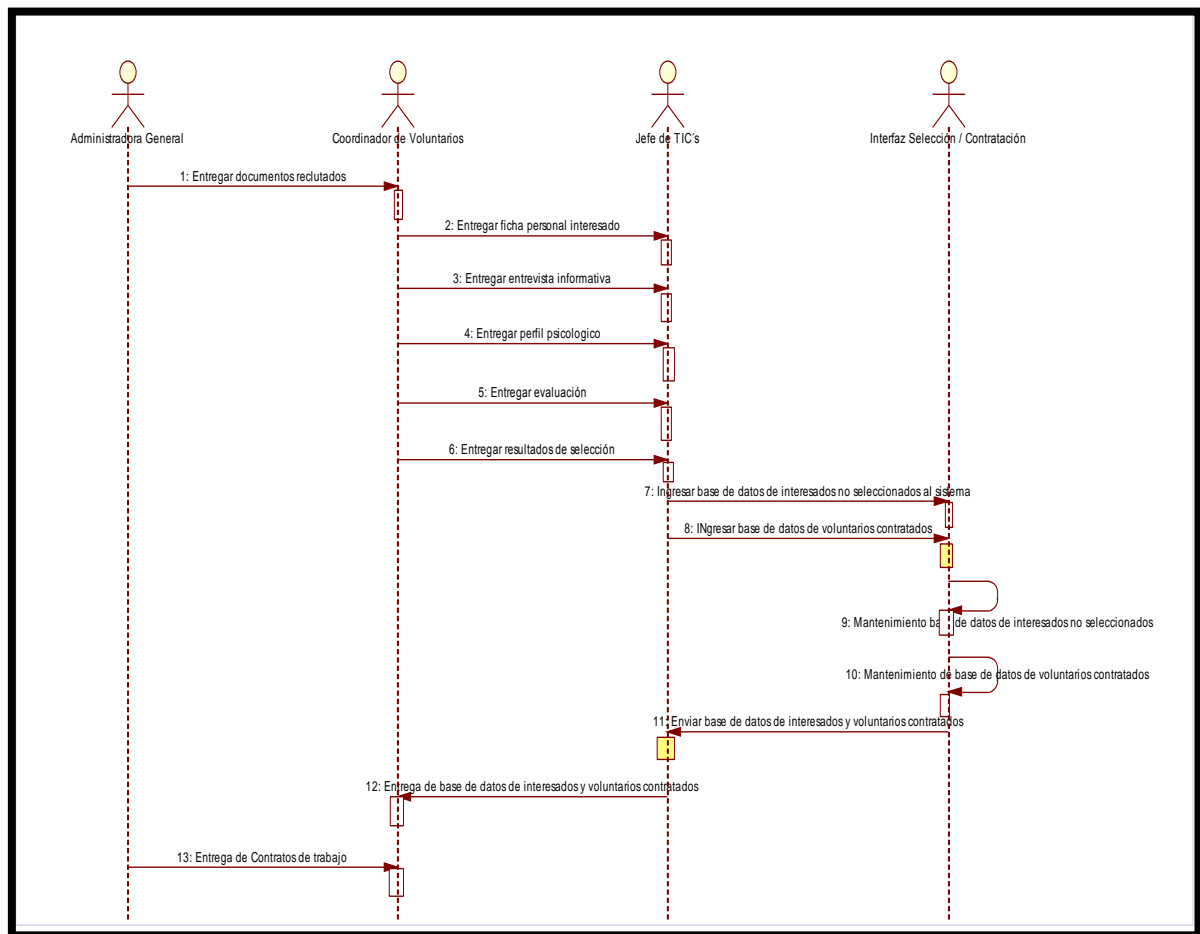 Administradora General
Coordinador de Voluntarios
Jefe de TIC´s
Interfaz Selección / Contratación
1: Entregar documentos reclutados
2: Entregar ficha personal interesado
3: Entregar entrevista informativa
4: Entregar perfil psicologico
5: Entregar evaluación
6: Entregar resultados de selección
7: Ingresar base de datos de interesados no seleccionados al sistema
8: INgresar base de datos de voluntarios contratados
9: Mantenimiento base de datos de interesados no seleccionados
10: Mantenimiento de base de datos de voluntarios contratados
11: Enviar base de datos de interesados y voluntarios contratados
12: Entrega de base de datos de interesados y voluntarios contratados
13: Entrega de Contratos de trabajo